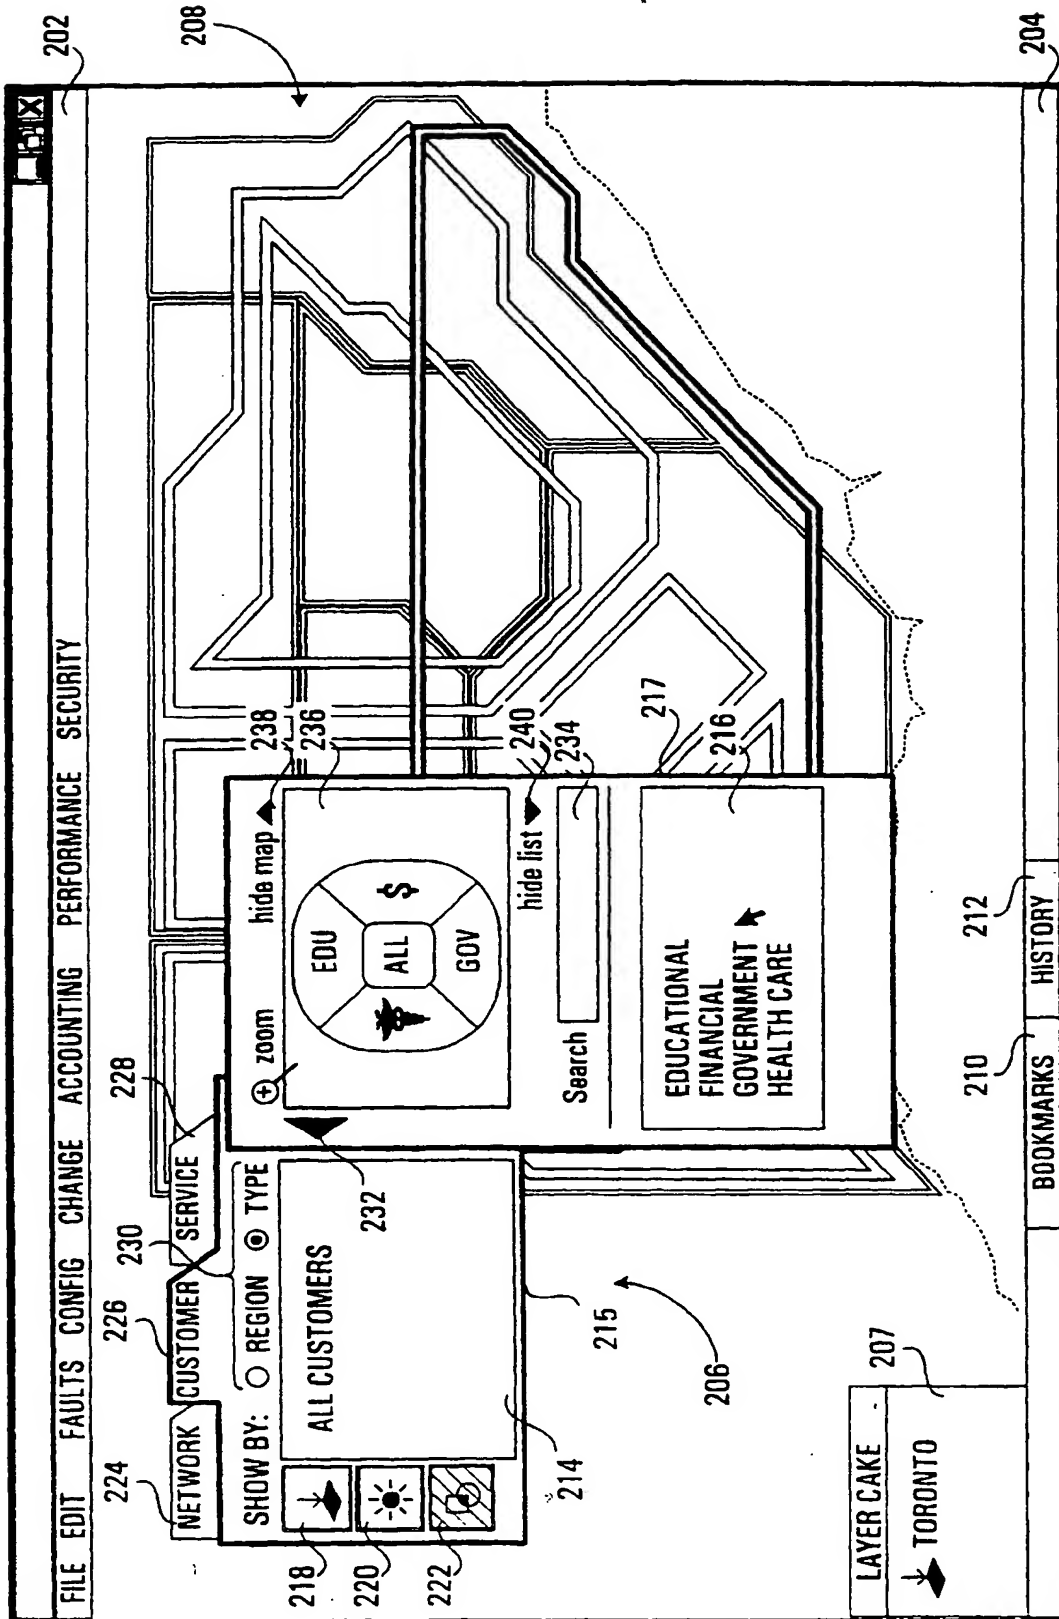 202
208
FILE EDIT FAULTS CONFIG CHANGE ACCOUNTING PERFORMANCE SECURITY
224
226
230
228
NETWORK CUSTOMER SERVICE
SHOW BY: REGION TYPE
218
220
222
ALL CUSTOMERS
214
215
206
232
zoom hide map
238
236
EDU
ALL
$
GOV
hide list
240
234
Search
217
216
EDUCATIONAL
FINANCIAL
GOVERNMENT
HEALTH CARE
LAYER CAKE
TORONTO
207
210
212
BOOKMARKS HISTORY
204